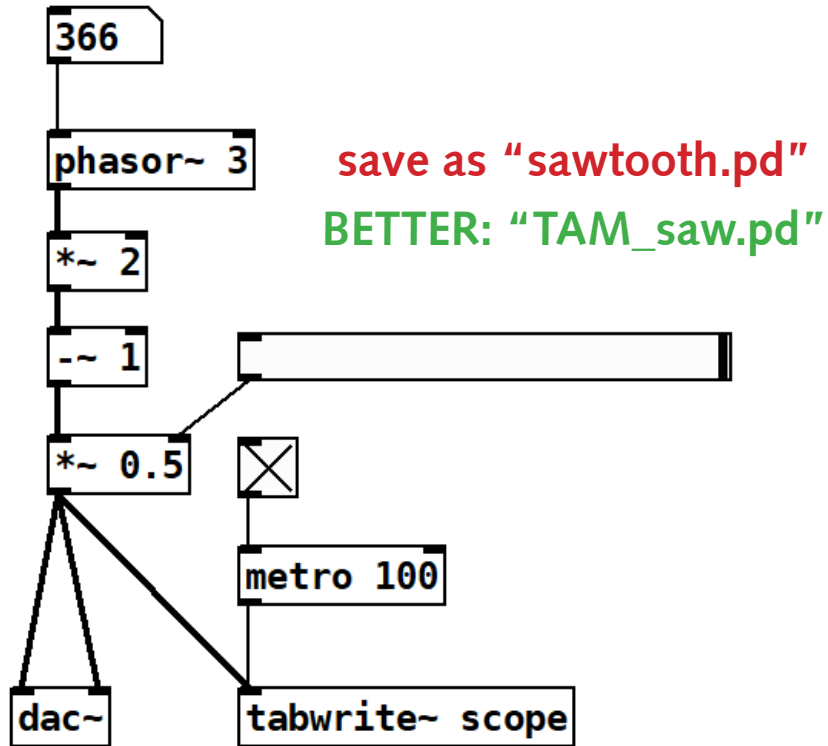 366
phasor~ 3
save as “sawtooth.pd”
BETTER: “TAM_saw.pd”
*~ 2
-~ 1
*~ 0.5
metro 100
dac~
tabwrite~ scope